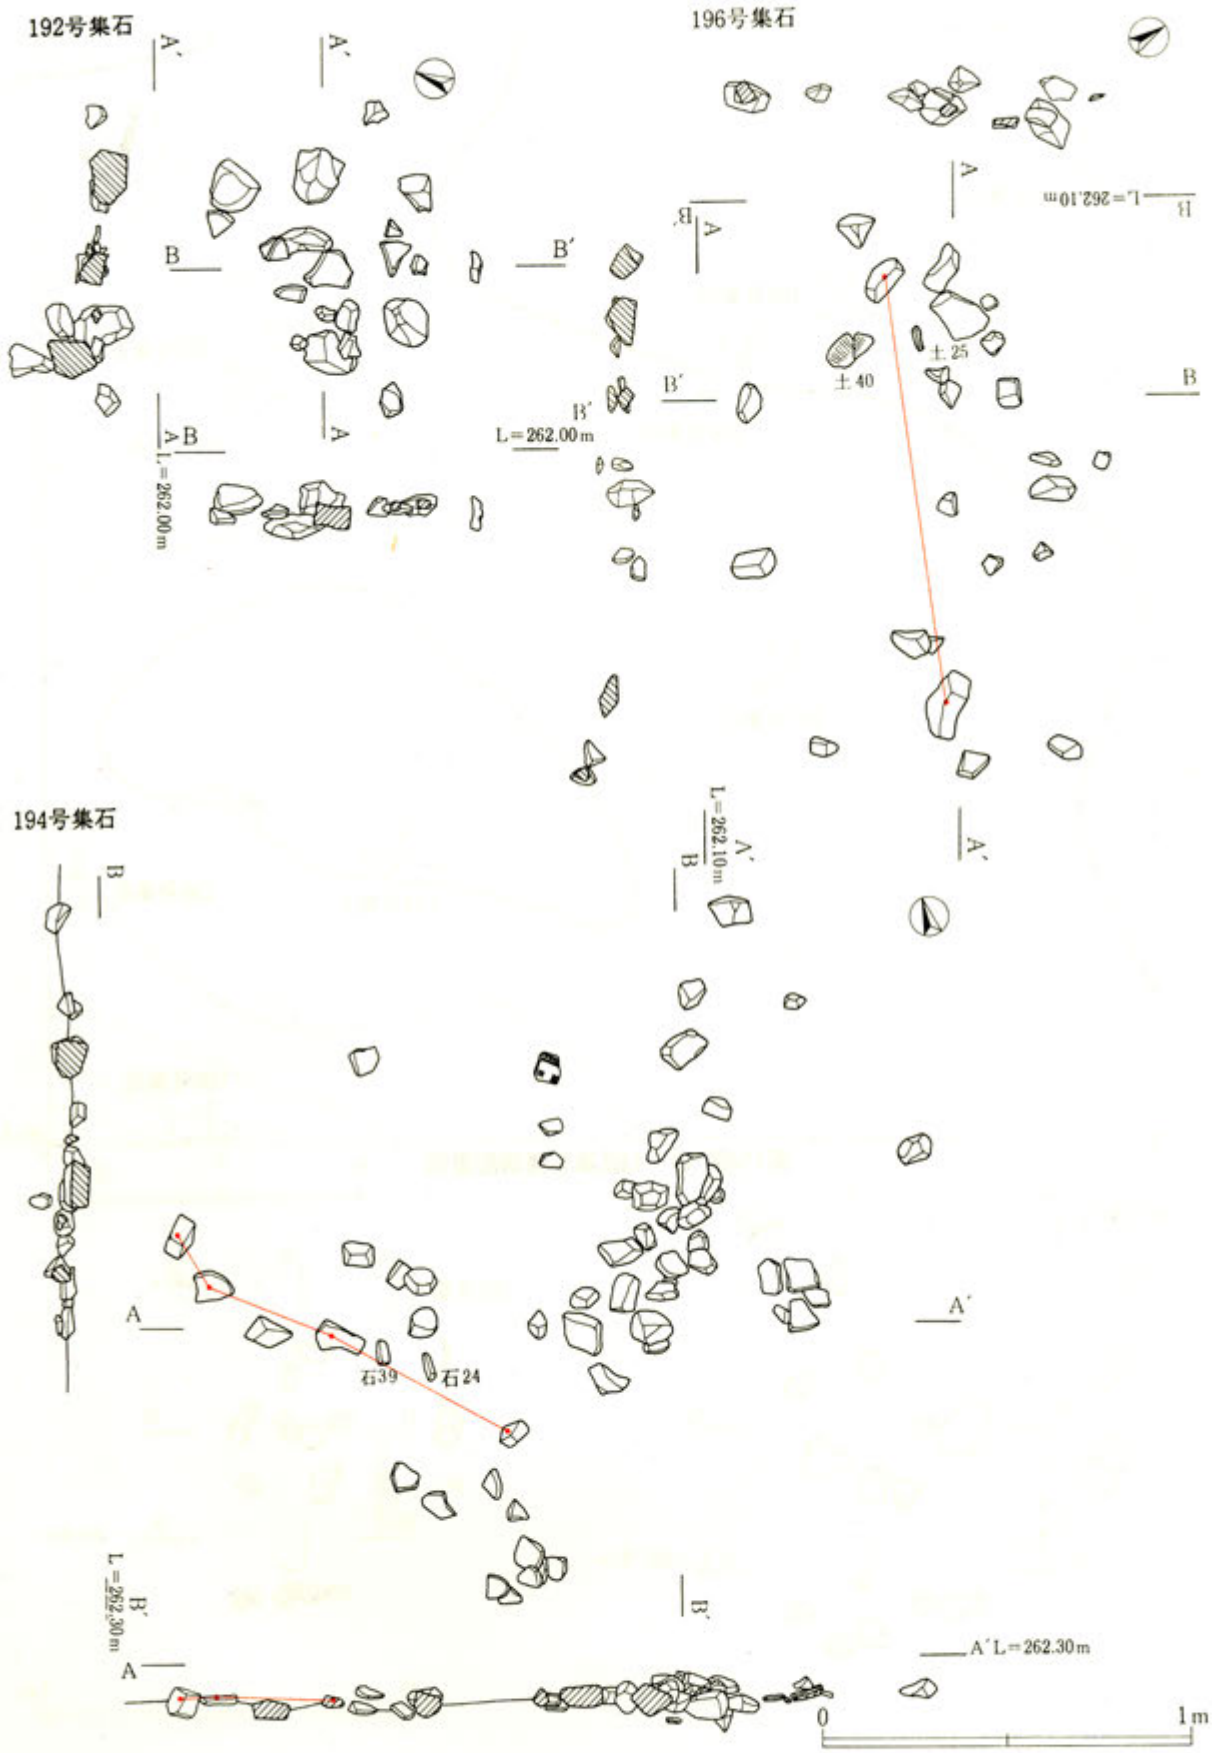 192号集石
A′
A′
B
B′
A
A
B
B′
L=262.00m
L=262.00m
196号集石
A
L=262.10m
B
B′
A
土25
土40
B′
B
L=262.10m
A′
A′
194号集石
B
B
A
A′
石39
石24
L=262.30m
B′
B′
A
A′L=262.30m
0
1m